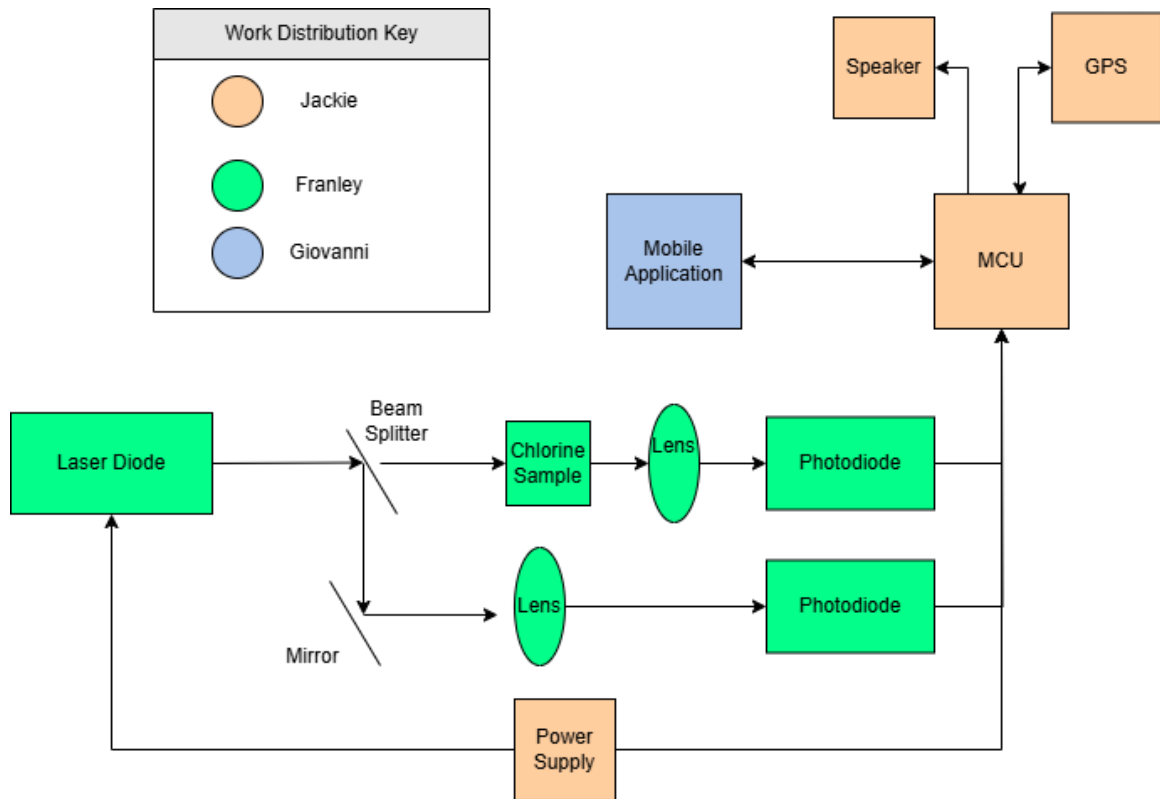 Work Distribution Key
Jackie
Franley
Giovanni
Speaker
GPS
Mobile
Application
MCU
Beam
Splitter
Laser Diode
Chlorine
Sample
Lens
Photodiode
Lens
Photodiode
Mirror
Power
Supply